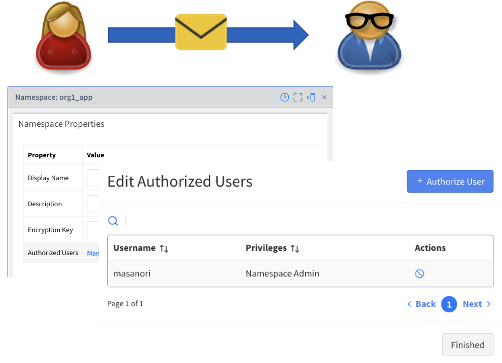 Namespace: org1_app
Namespace Properties
Property Value
Display Name
Description
Encryption Key
Authorized Users Man
Edit Authorized Users
+ Authorize User
Username Privileges Actions
masanori Namespace Admin
Page 1 of 1
Back 1 Next
Finished